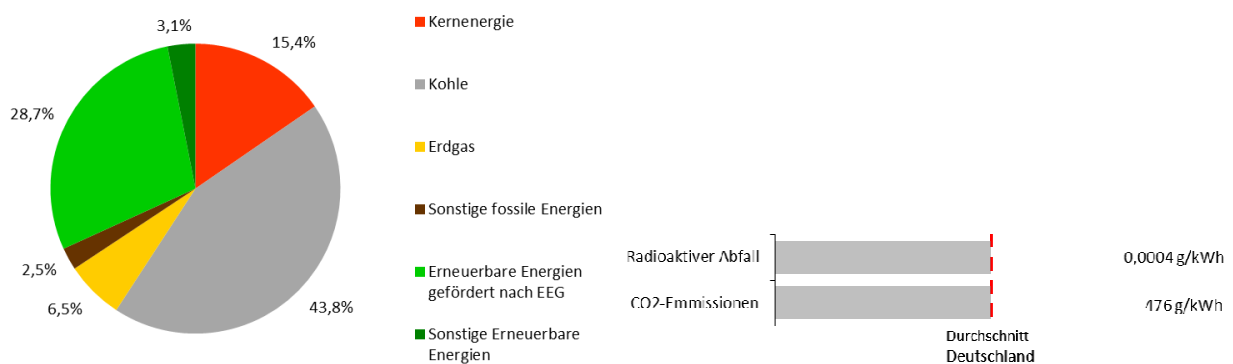 3,1%
15,4%
28,7%
2,5%
6,5%
43,8%
Kernenergie
Kohle
Erdgas
Sonstige fossile Energien
Erneuerbare Energien
gefördert nach EEG
Sonstige Erneuerbare
Energien
Radioaktiver Abfall
0,0004 g/kWh
CO2-Emmissionen
476 g/kWh
Durchschnitt
Deutschland